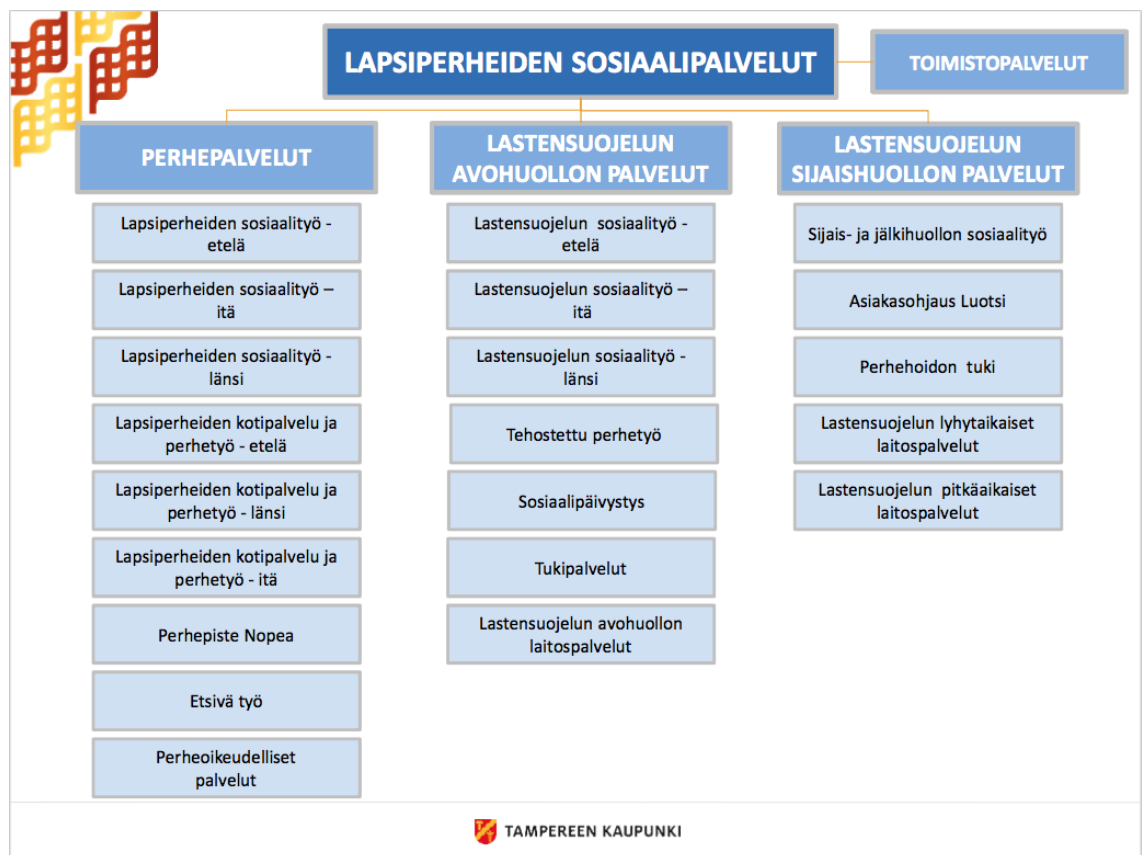 LAPSIPERHEIDEN SOSIAALIPALVELUT
TOIMISTOPALVELUT
PERHEPALVELUT
Lapsiperheiden sosiaalityö -
etelä
Lapsiperheiden sosiaalityö –
itä
Lapsiperheiden sosiaalityö -
länsi
Lapsiperheiden kotipalvelu ja
perhetyö - etelä
Lapsiperheiden kotipalvelu ja
perhetyö - länsi
Lapsiperheiden kotipalvelu ja
perhetyö - itä
Perhepiste Nopea
Etsivä työ
Perheoikeudelliset
palvelut
LASTENSUOJELUN
AVOHUOLLON PALVELUT
Lastensuojelun sosiaalityö -
etelä
Lastensuojelun sosiaalityö –
itä
Lastensuojelun sosiaalityö -
länsi
Tehostettu perhetyö
Sosiaalipäivystys
Tukipalvelut
Lastensuojelun avohuollon
laitospalvelut
LASTENSUOJELUN
SIJAISHUOLLON PALVELUT
Sijais- ja jälkihuollon sosiaalityö
Asiakasohjaus Luotsi
Perhehoidon tuki
Lastensuojelun lyhytaikaiset
laitospalvelut
Lastensuojelun pitkäaikaiset
laitospalvelut
TAMPEREEN KAUPUNKI